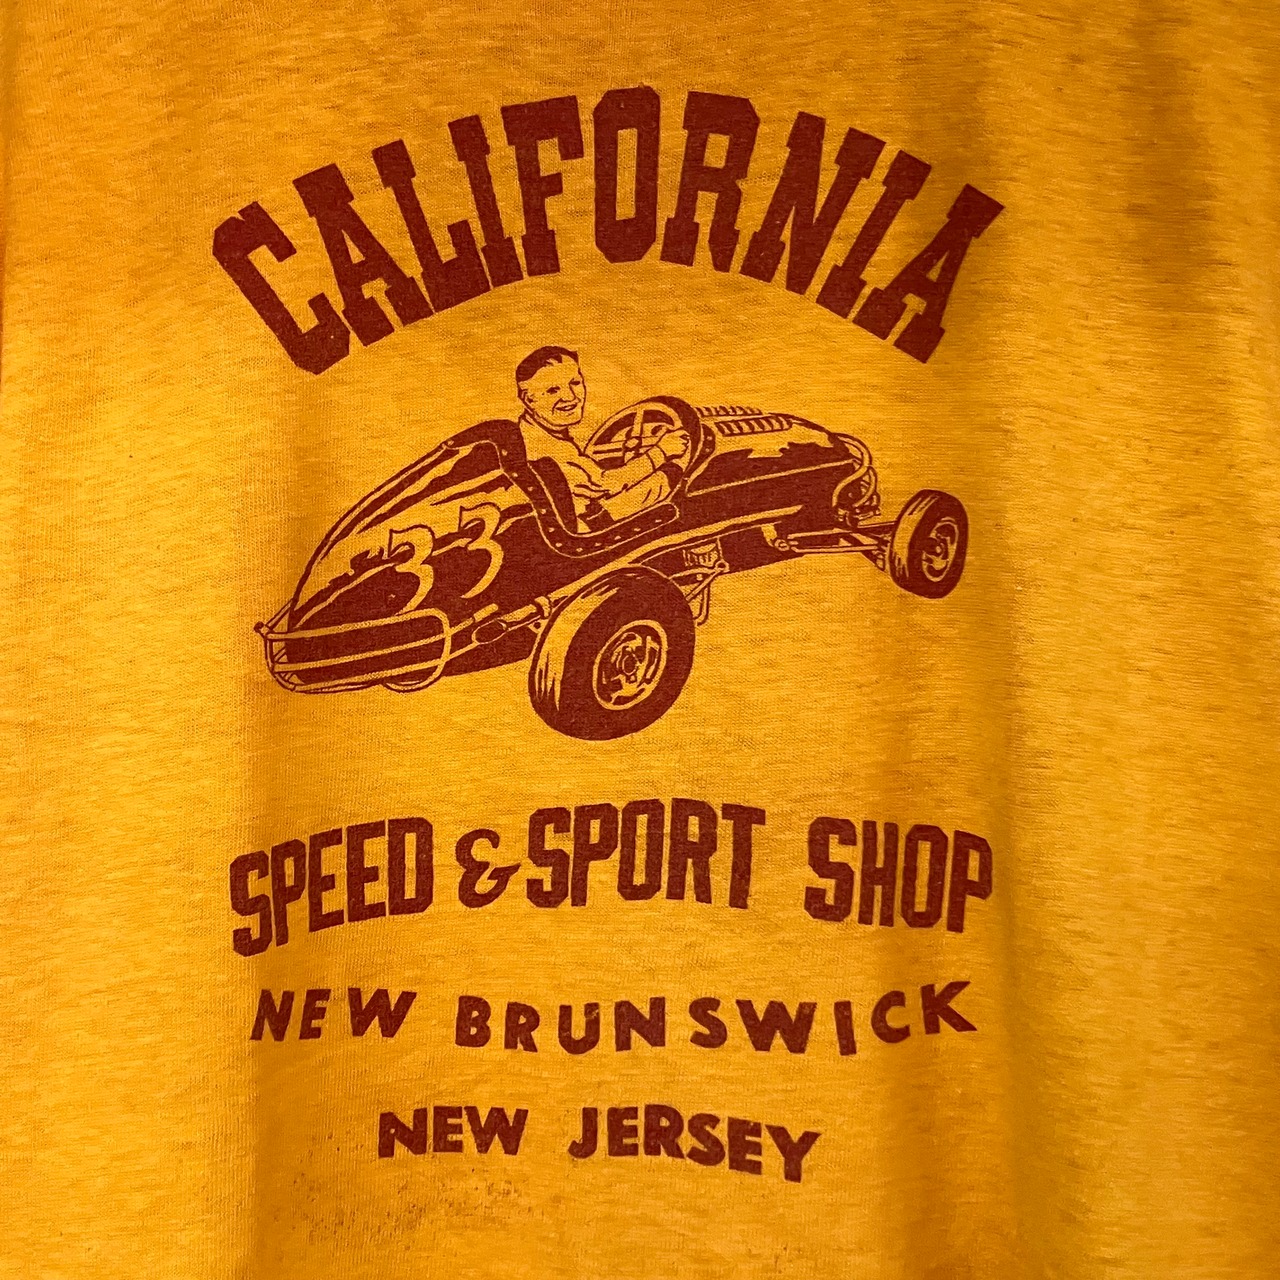 CALIFORNIA
33
SPEED & SPORT SHOP
NEW BRUNSWICK
NEW JERSEY